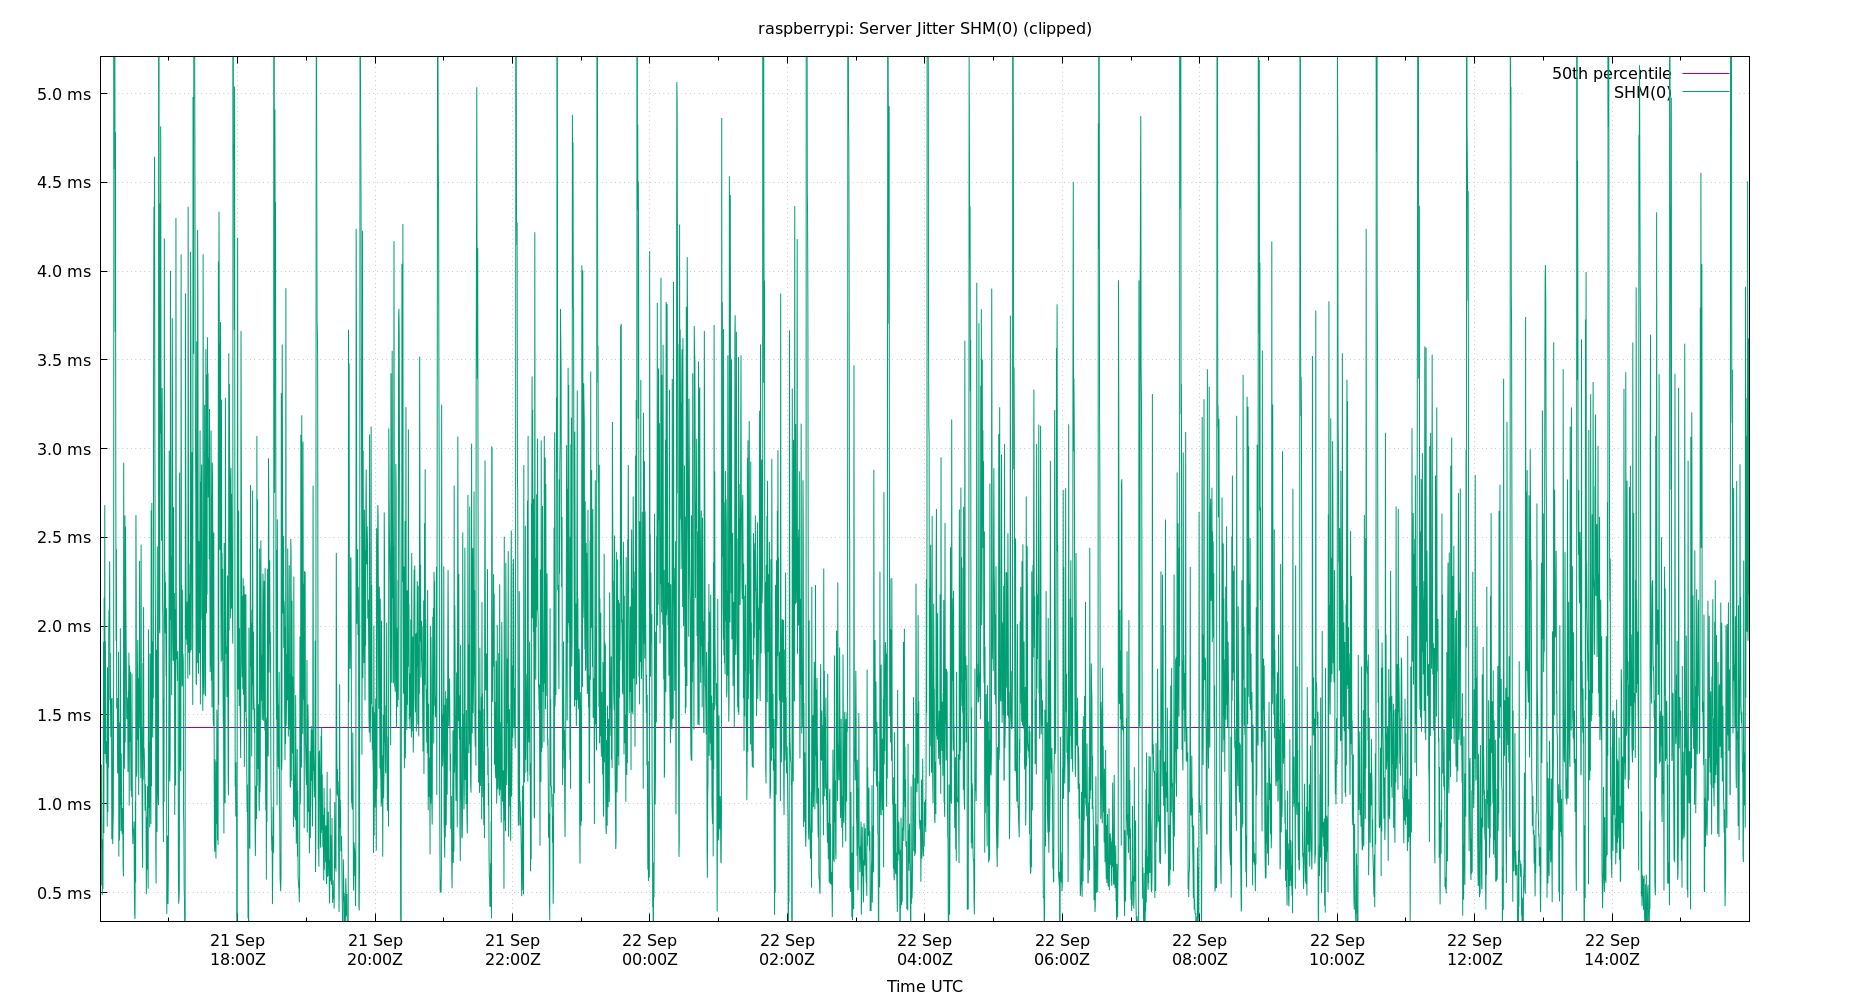 raspberrypi: Server Jitter SHM(0) (clipped)
50th percentile
SHM(0)
5.0 ms
4.5 ms
4.0 ms
3.5 ms
3.0 ms
2.5 ms
2.0 ms
1.5 ms
1.0 ms
0.5 ms
21 Sep 21 Sep 21 Sep 22 Sep 22 Sep 22 Sep 22 Sep 22 Sep 22 Sep 22 Sep 22 Sep
18:00Z 20:00Z 22:00Z 00:00Z 02:00Z 04:00Z 06:00Z 08:00Z 10:00Z 12:00Z 14:00Z
Time UTC